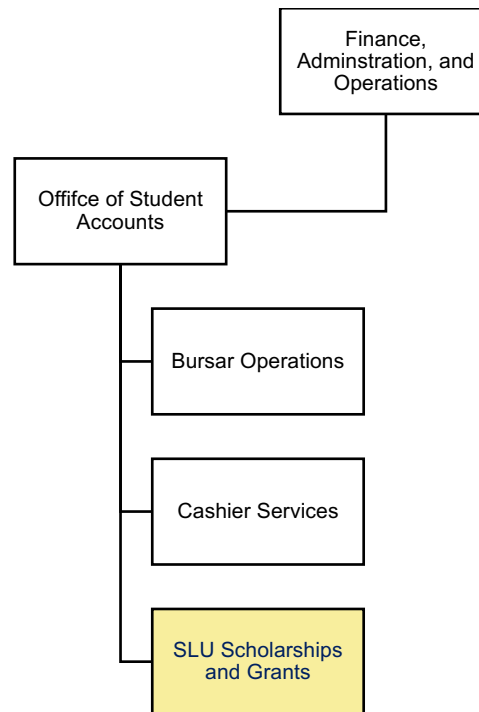 Finance,
Adminstration, and
Operations
Offifce of Student
Accounts
Bursar Operations
Cashier Services
SLU Scholarships
and Grants